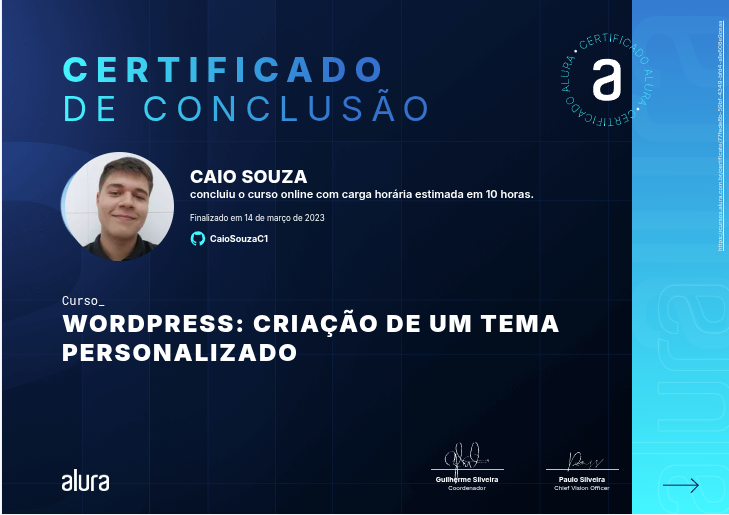 CERTIFICADO
DE CONCLUSÃO
CERTIFICADO ALURA • CERTIFICADO ALURA •
a
CAIO SOUZA
concluiu o curso online com carga horária estimada em 10 horas.
Finalizado em 14 de março de 2023
CaioSouzaC1
Curso_
WORDPRESS: CRIAÇÃO DE UM TEMA
PERSONALIZADO
alura
Guilherme Silveira
Coordenador
Paulo Silveira
Chief Vision Officer
alura